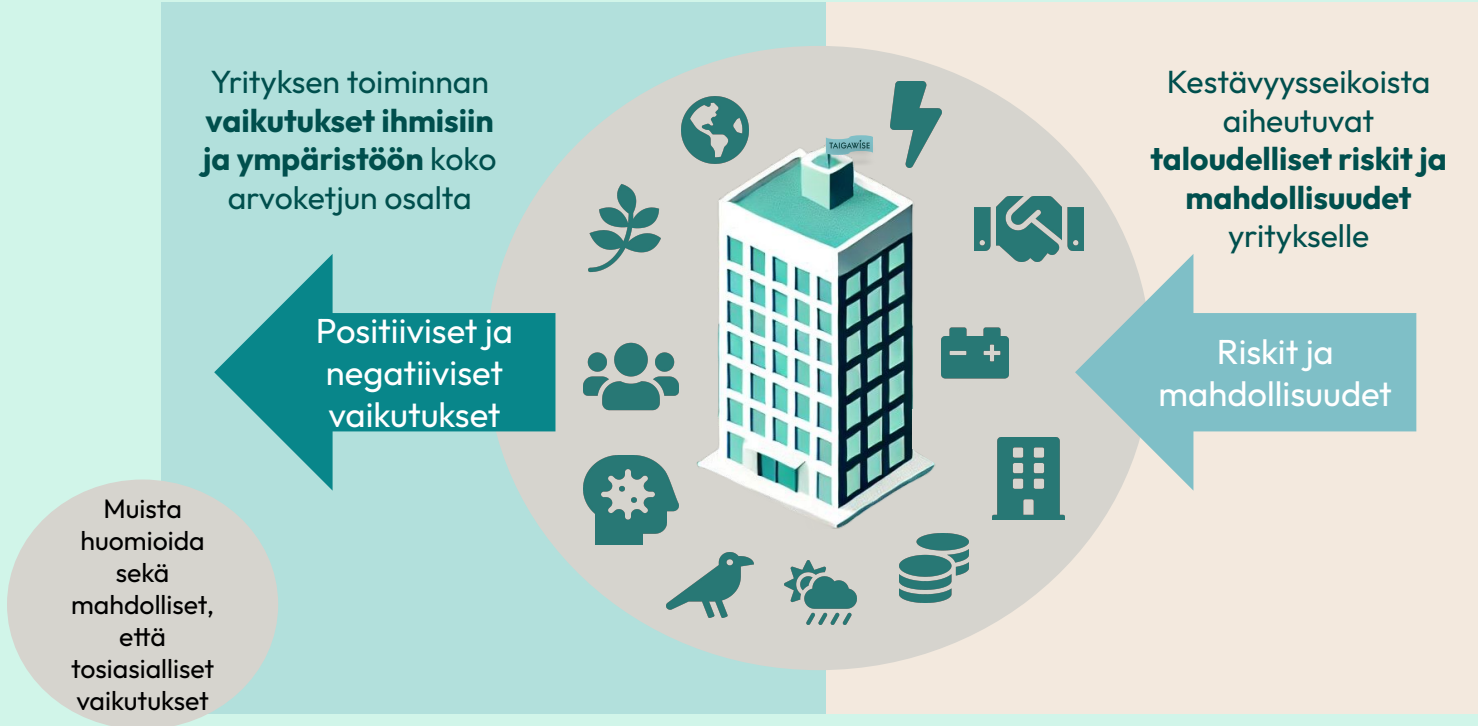 Yrityksen toiminnan
vaikutukset ihmisiin
ja ympäristöön koko
arvoketjun osalta
Positiiviset ja
negatiiviset
vaikutukset
Muista
huomioida
sekä
mahdolliset,
että
tosiasialliset
vaikutukset
TAIGAWISE
Kestävyysseikoista
aiheutuvat
taloudelliset riskit ja
mahdollisuudet
yritykselle
Riskit ja
mahdollisuudet